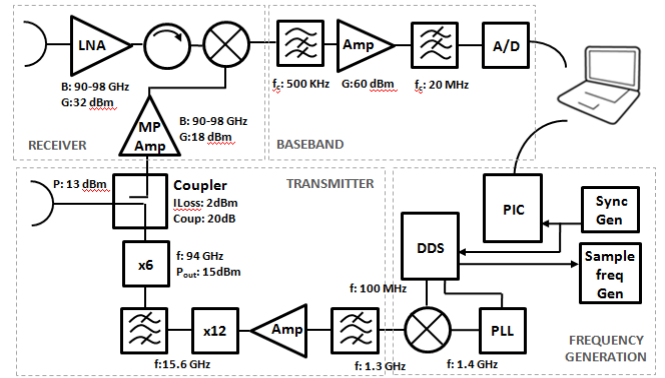 LNA
B: 90-98 GHz
G:32 dBm
RECEIVER
MP
Amp
B: 90-98 GHz
G:18 dBm
fc: 500 KHz
Amp
G:60 dBm
fc: 20 MHz
A/D
BASEBAND
P: 13 dBm
Coupler
ILoss: 2dBm
Coup: 20dB
TRANSMITTER
x6
f: 94 GHz
Pout: 15dBm
f:15.6 GHz
x12
Amp
f: 1.3 GHz
f: 100 MHz
DDS
PLL
f: 1.4 GHz
PIC
Sync
Gen
Sample
freq
Gen
FREQUENCY
GENERATION